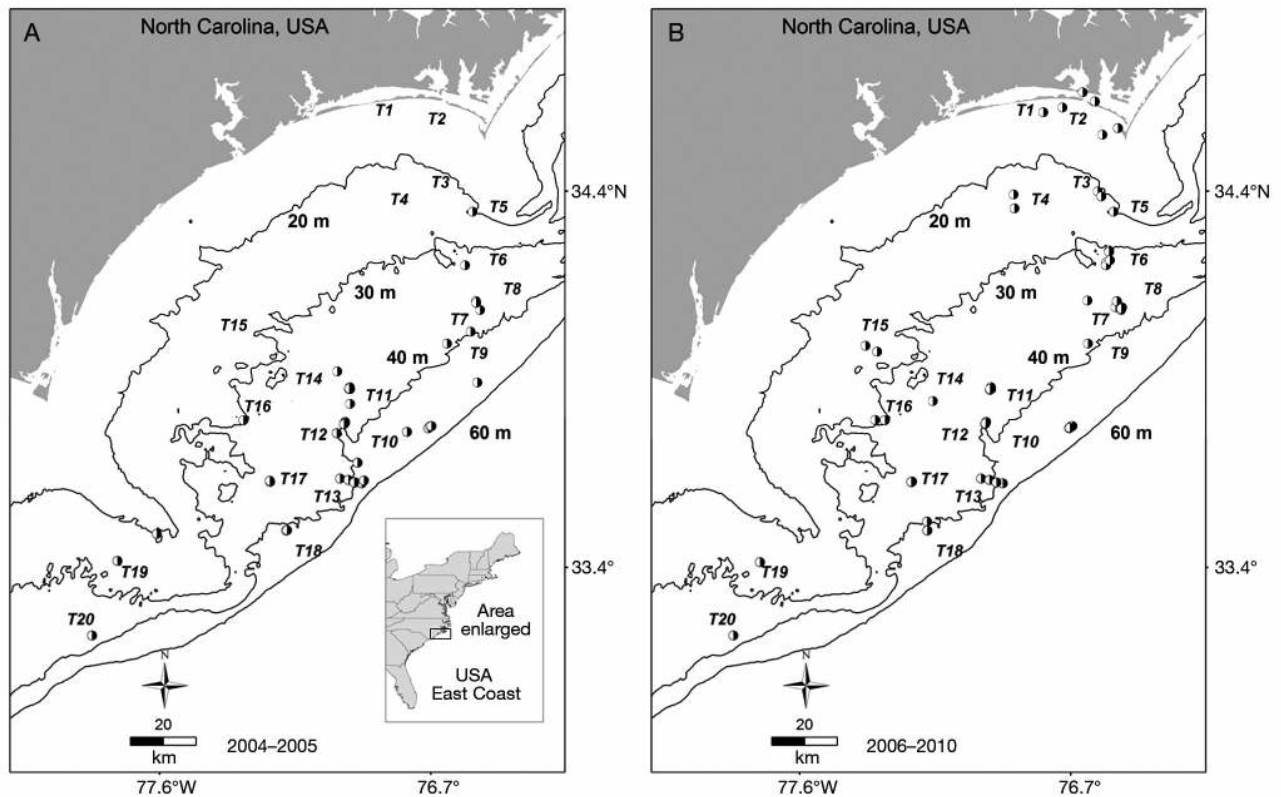 A
North Carolina, USA
T1
T2
T3
T4
T5
20 m
T6
30 m
T8
T7
T15
40 m
T9
T14
T11
T16
T12
T10
60 m
T17
T13
T18
T19
T20
Area
enlarged
USA
East Coast
N
20
km
2004–2005
77.6°W
76.7°
34.4°N
33.4°
B
North Carolina, USA
T1
T2
T3
T4
T5
20 m
T6
30 m
T8
T7
T15
40 m
T9
T14
T11
T16
T12
T10
60 m
T17
T13
T18
T19
T20
N
20
km
2006–2010
77.6°W
76.7°